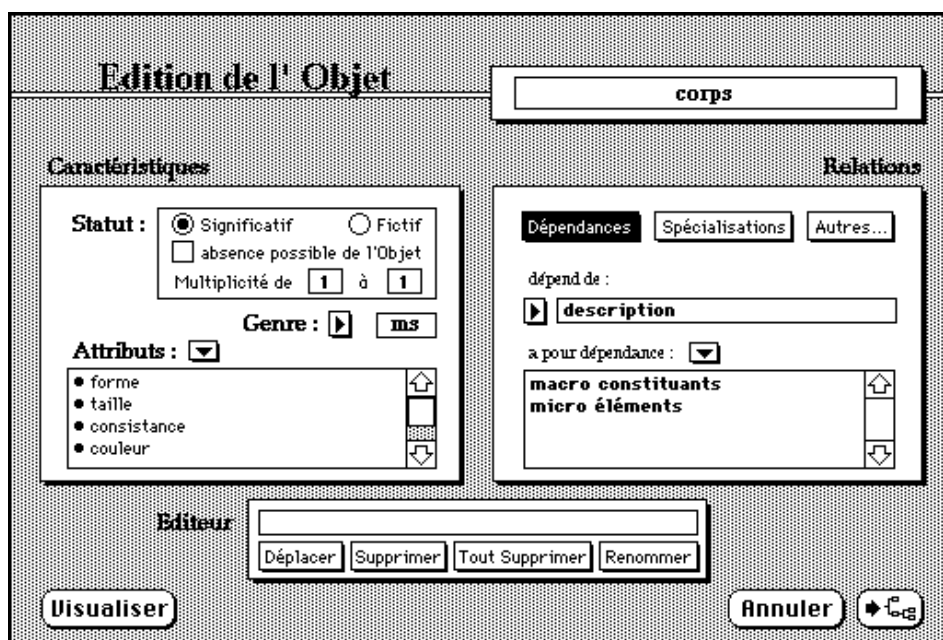 Edition de l' Objet
corps
Caractéristiques
Relations
Statut :
Significatif
Fictif
absence possible de l'Objet
Multiplicité de 1 à 1
Genre : ms
Attributs :
• forme
• taille
• consistance
• couleur
Dépendances
Spécialisations
Autres...
dépend de :
description
a pour dépendance :
macro constituants
micro éléments
Editeur
Déplacer
Supprimer
Tout Supprimer
Renommer
Visualiser
Annuler